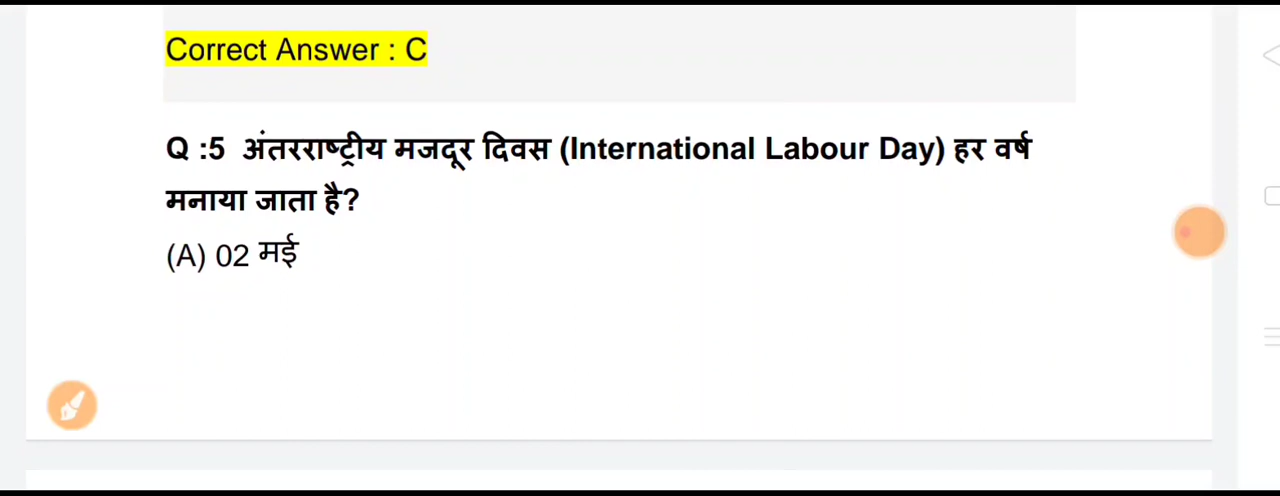 Correct Answer : C
Q :5 अंतरराष्ट्रीय मजदूर दिवस (International Labour Day) हर वर्ष
मनाया जाता है?
(A) 02 मई